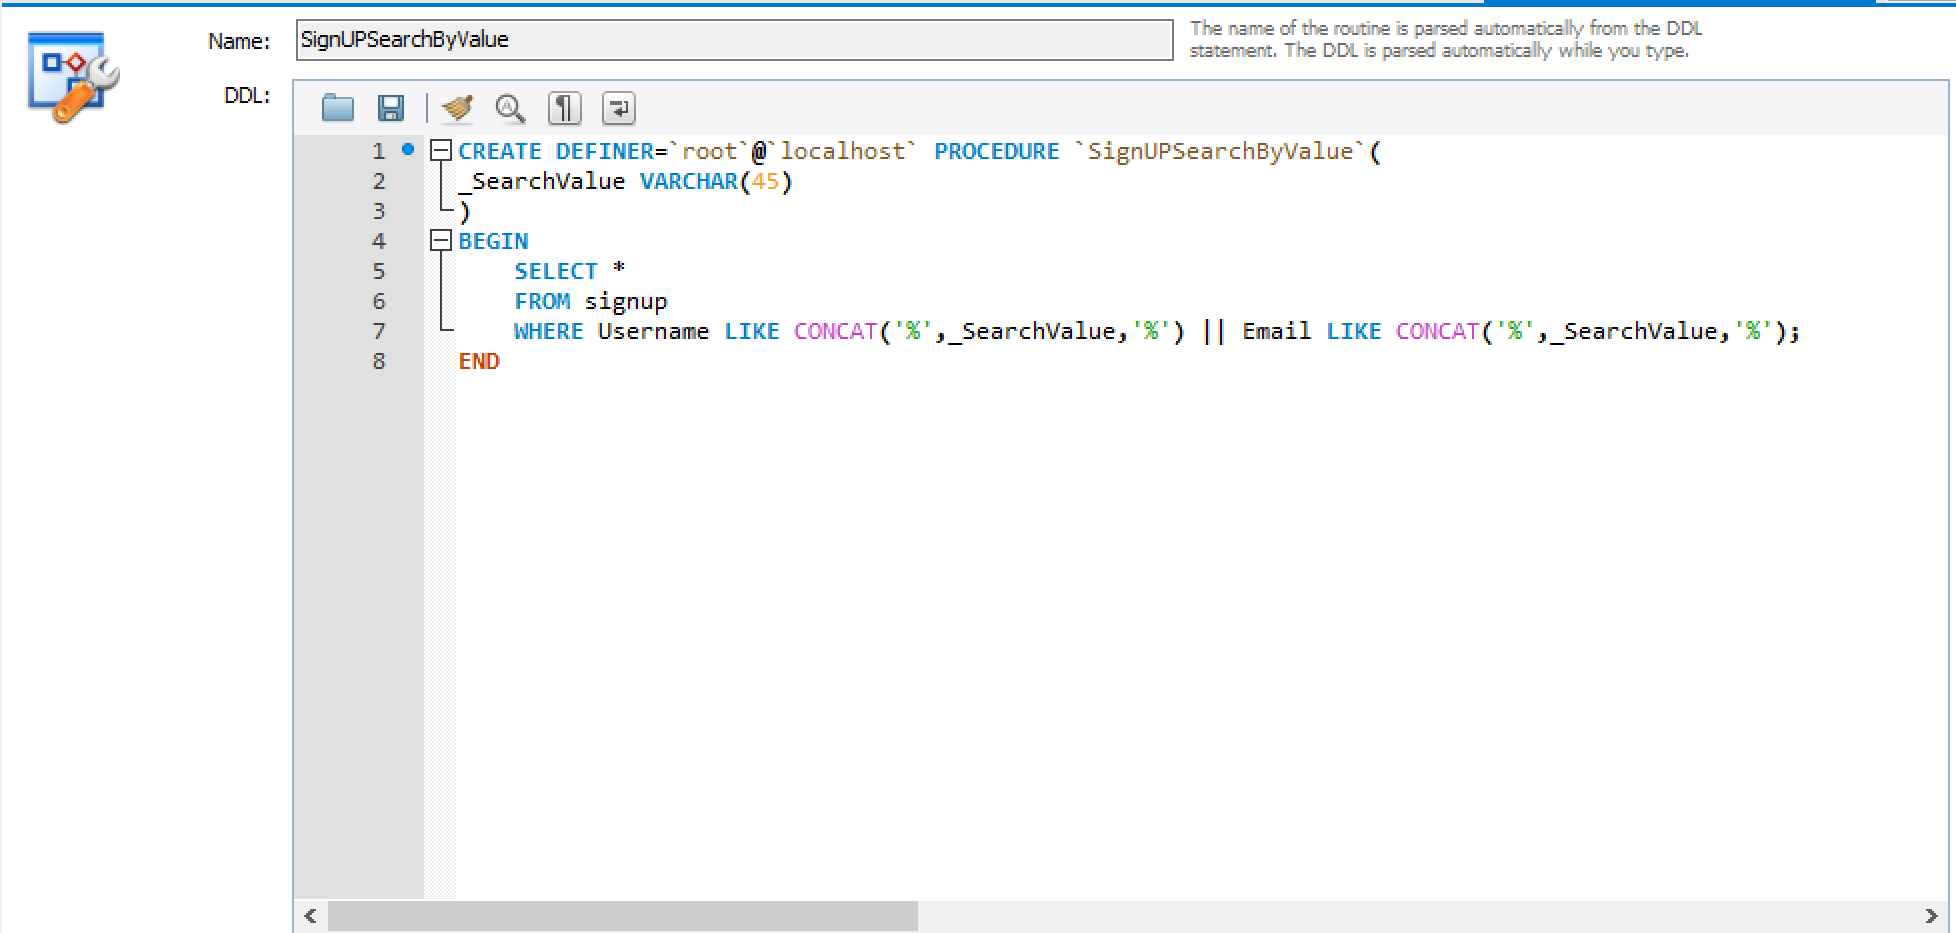 Name: SignUPSearchByValue
The name of the routine is parsed automatically from the DDL
statement. The DDL is parsed automatically while you type.
DDL:
1 CREATE DEFINER=`root`@`localhost` PROCEDURE `SignUPSearchByValue`(
2 _SearchValue VARCHAR(45)
3 )
4 BEGIN
5 SELECT *
6 FROM signup
7 WHERE Username LIKE CONCAT('%',_SearchValue,'%') || Email LIKE CONCAT('%',_SearchValue,'%');
8 END